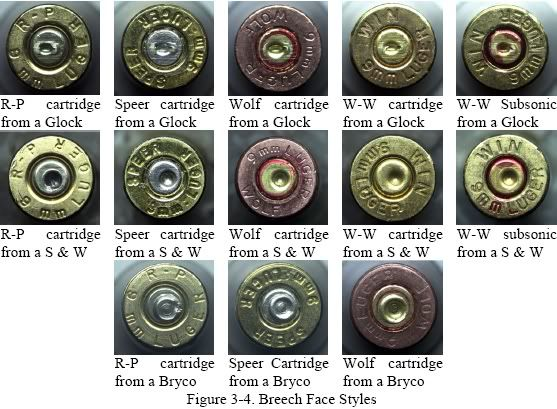 R-P 9mm LUGER
SPEER 9mm LUGER
WOLF 9mm LUGER
WIN 9mm LUGER
WIN 9mm LUGER
R-P cartridge from a Glock
Speer cartridge from a Glock
Wolf cartridge from a Glock
W-W cartridge from a Glock
W-W Subsonic from a Glock
R-P 9mm LUGER
SPEER 9mm LUGER
9mm LUGER WOLF
WIN 9mm LUGER
WIN 9mm LUGER
R-P cartridge from a S & W
Speer cartridge from a S & W
Wolf cartridge from a S & W
W-W cartridge from a S & W
W-W subsonic from a S & W
R-P 9mm LUGER
SPEER 9mm LUGER
WOLF 9mm LUGER
R-P cartridge from a Bryco
Speer Cartridge from a Bryco
Wolf cartridge from a Bryco
Figure 3-4. Breech Face Styles